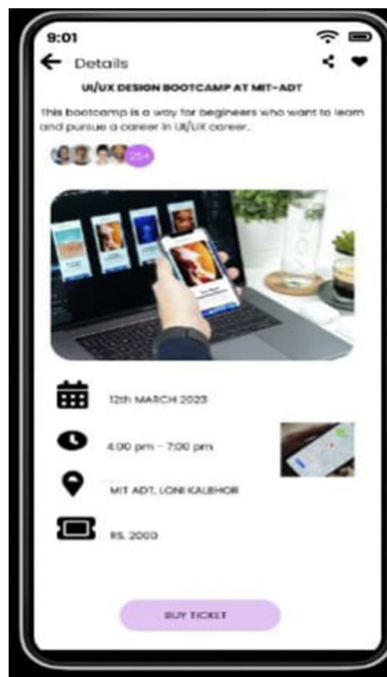 9:01
Details
UI/UX DESIGN BOOTCAMP AT MIT-ADT
This bootcamp is a way for begineers who want to learn
and pursue a career in UI/UX career.
25+
12th MARCH 2023
4:00 pm - 7:00 pm
MIT ADT, LONI KALBHOR
RS. 2000
BUY TICKET